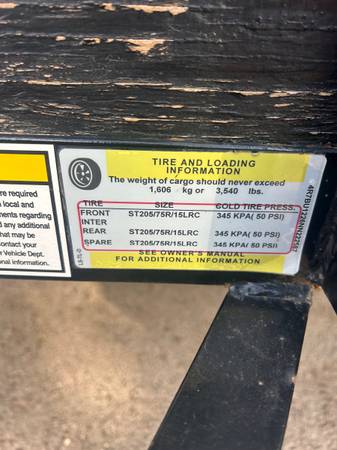 TIRE AND LOADING
INFORMATION
The weight of cargo should never exceed
1,606 kg or 3,540 lbs.
TIRE SIZE COLD TIRE PRESS.
FRONT ST205/75R/15LRC 345 KPA( 50 PSI)
INTER
REAR ST205/75R/15LRC 345 KPA( 50 PSI)
SPARE ST205/75R/15LRC 345 KPA( 50 PSI)
SEE OWNER'S MANUAL
FOR ADDITIONAL INFORMATION
re required
local and
ments regarding
d any additional
that may be
contact your
r Vehicle Dept.
ional information.